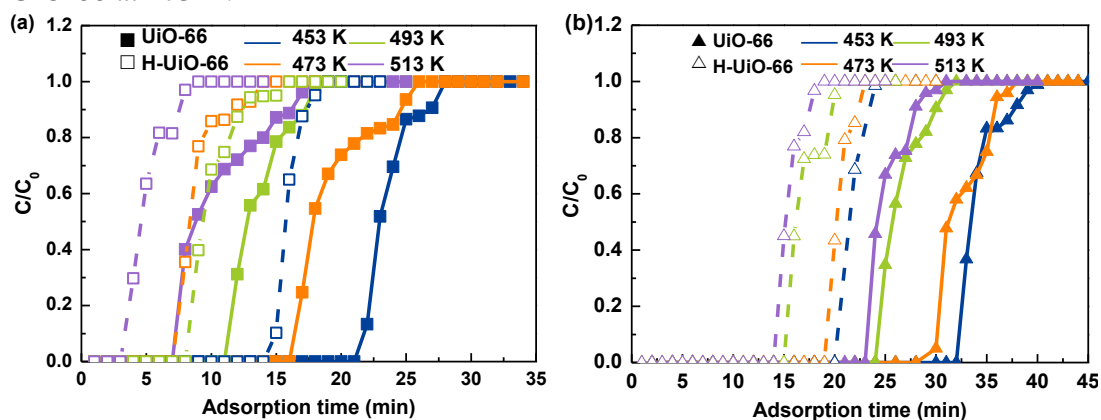 (a)
1.2
1.0
0.8
0.6
0.4
0.2
0.0
C/C0
UiO-66
H-UiO-66
453 K
493 K
473 K
513 K
0 5 10 15 20 25 30 35
Adsorption time (min)
(b)
1.2
1.0
0.8
0.6
0.4
0.2
0.0
C/C0
UiO-66
H-UiO-66
453 K
493 K
473 K
513 K
0 5 10 15 20 25 30 35 40 45
Adsorption time (min)